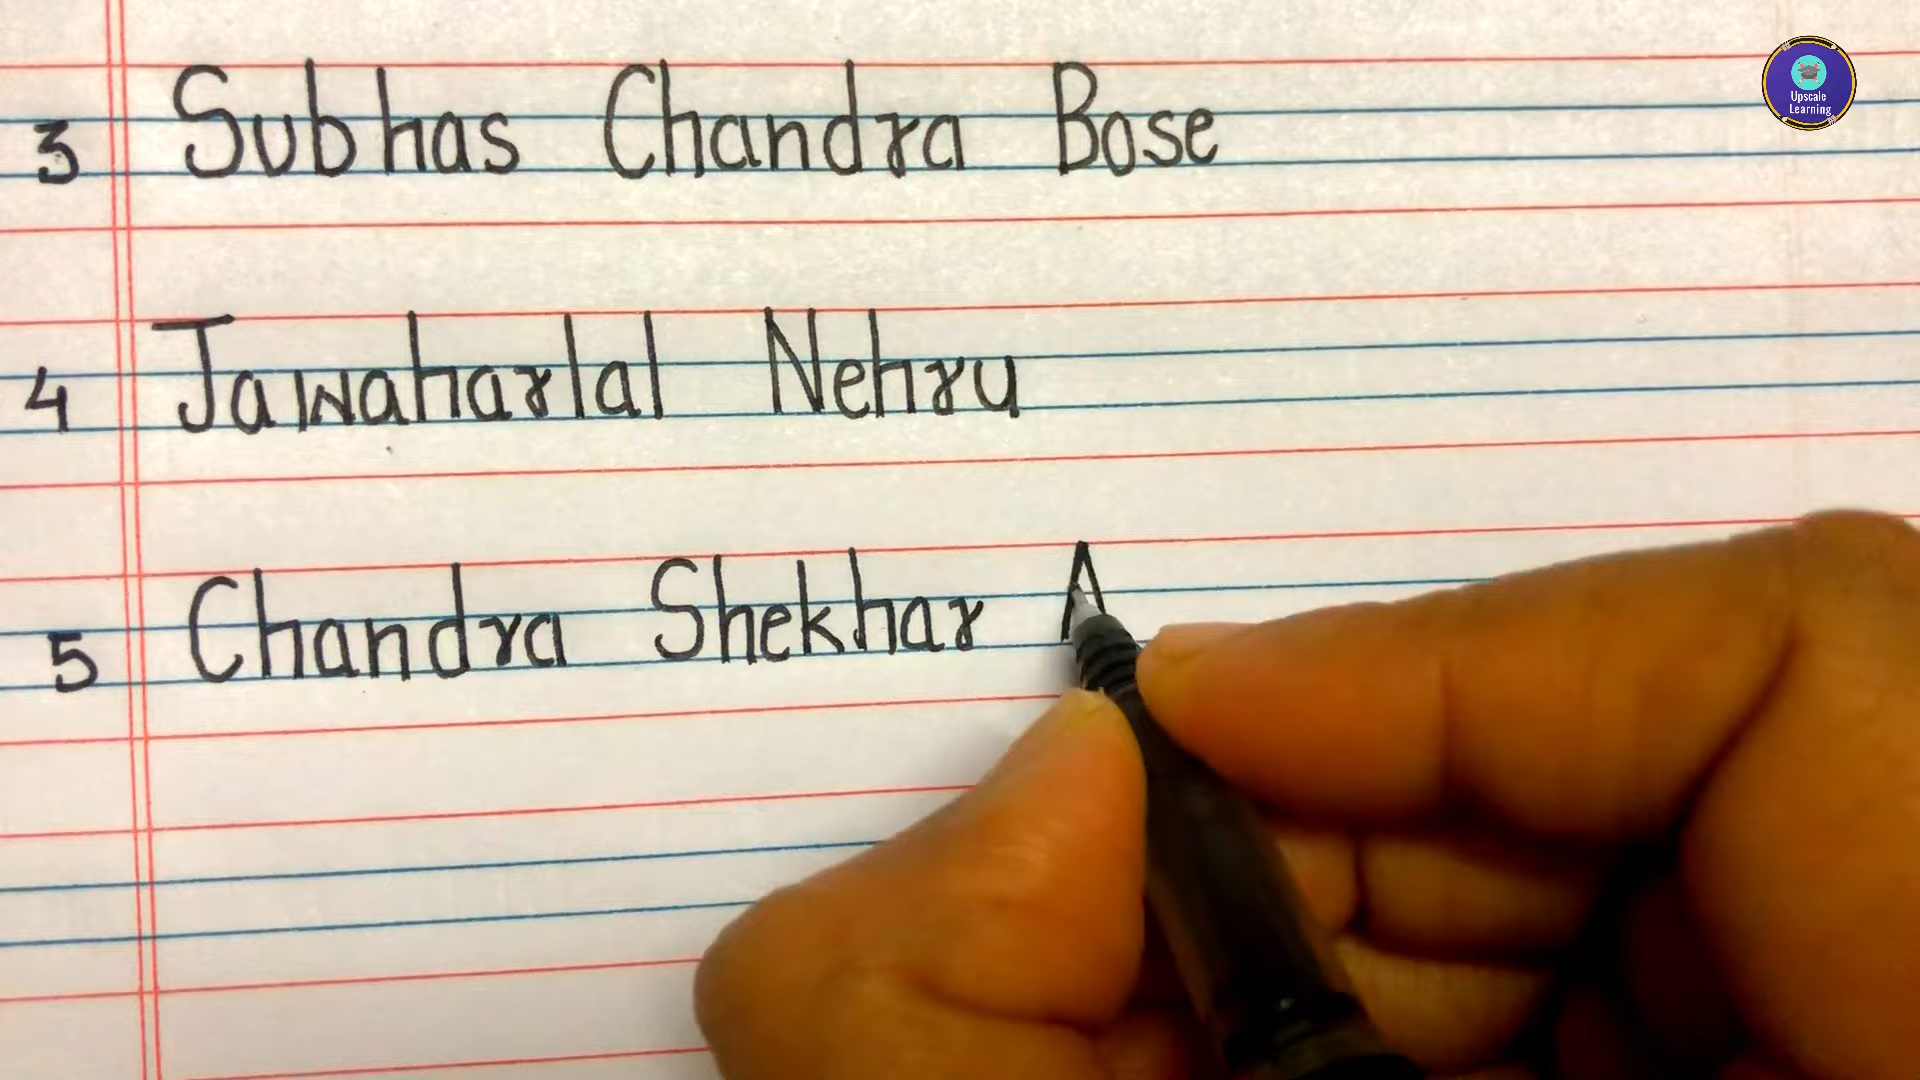 3 Subhas Chandra Bose
4 Jawaharlal Nehru
5 Chandra Shekhar A
Upscale
Learning